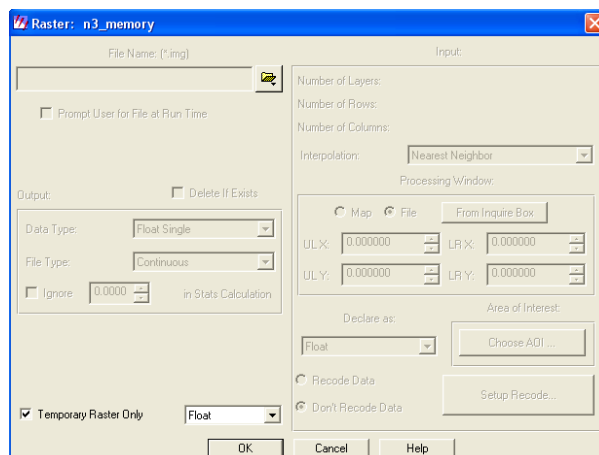 Raster: n3_memory
File Name: (*.img)
Prompt User for File at Run Time
Output:
Delete If Exists
Data Type:
Float Single
File Type:
Continuous
Ignore
0.0000
in Stats Calculation
Temporary Raster Only
Float
Input:
Number of Layers:
Number of Rows:
Number of Columns:
Interpolation:
Nearest Neighbor
Processing Window:
Map
File
From Inquire Box
UL X:
0.000000
LR X:
0.000000
UL Y:
0.000000
LR Y:
0.000000
Declare as:
Float
Area of Interest:
Choose AOI ...
Recode Data
Don't Recode Data
Setup Recode...
OK
Cancel
Help